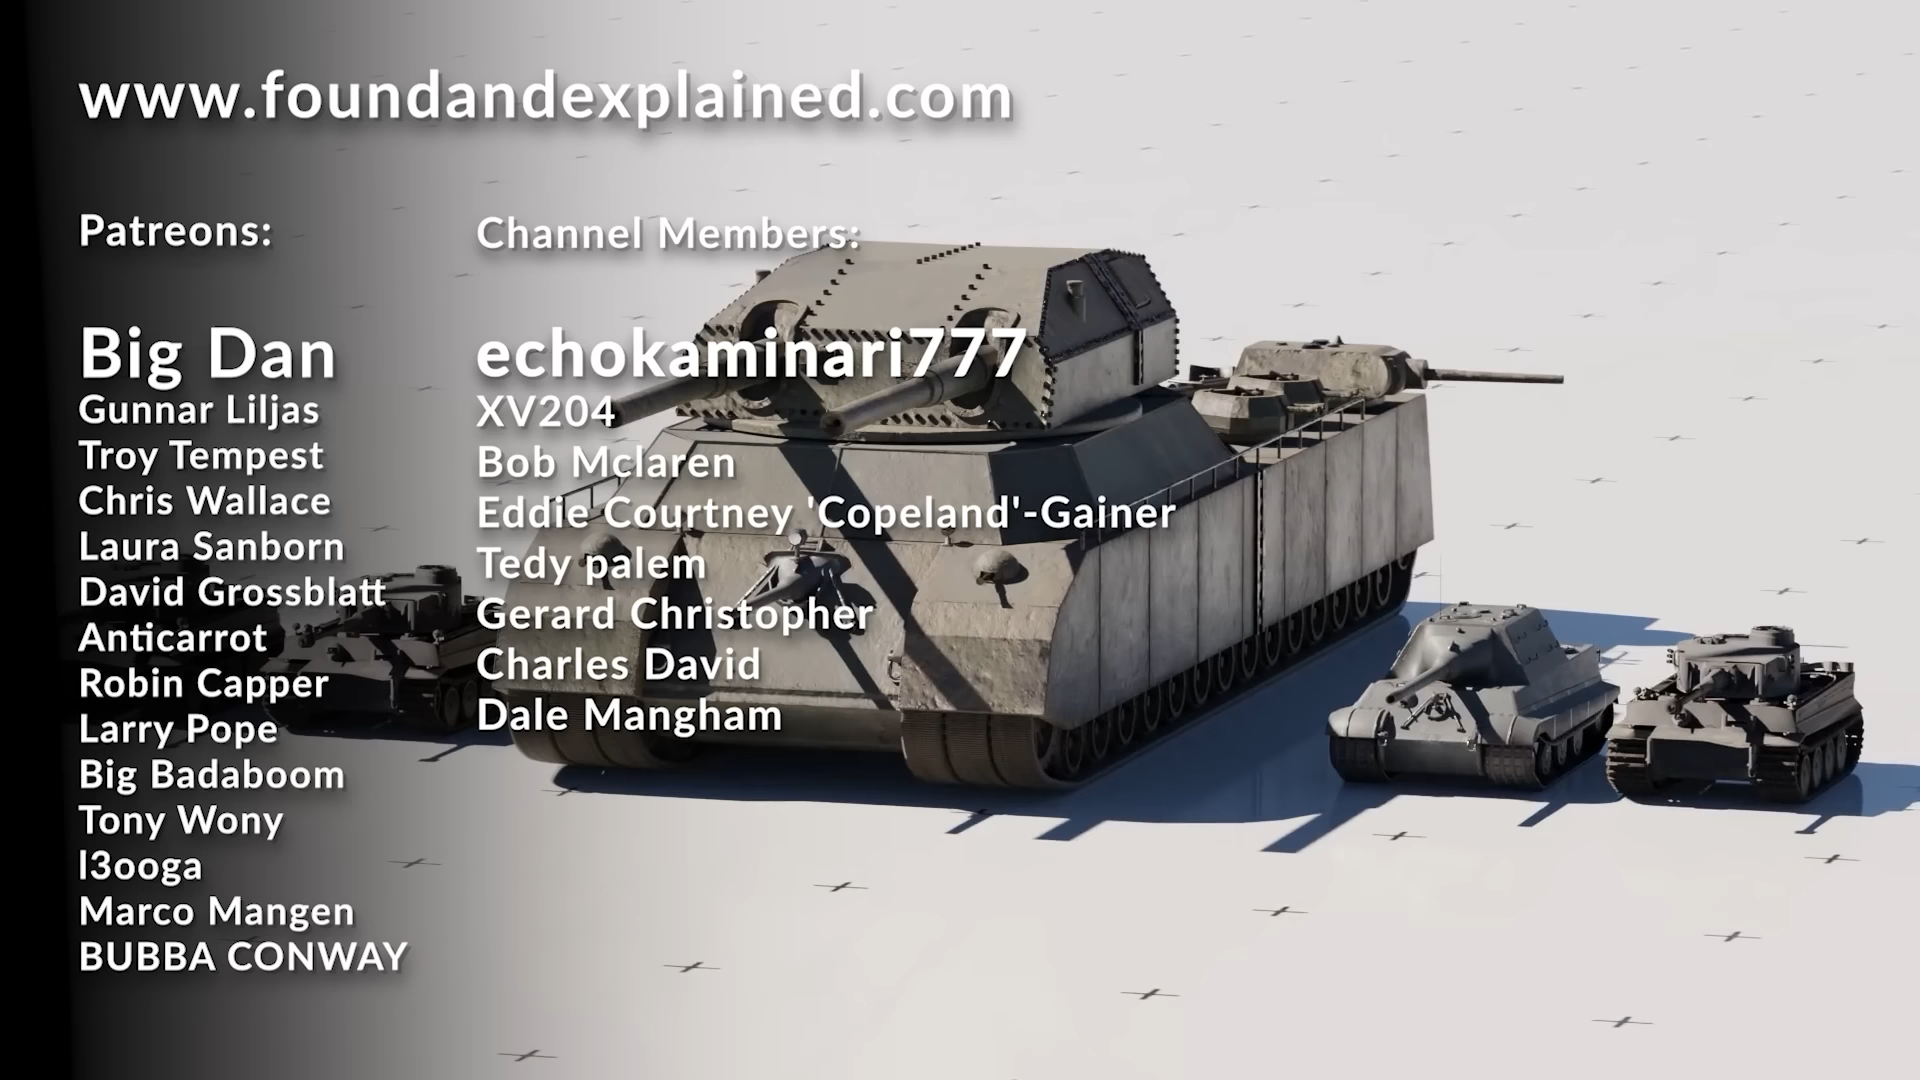 www.foundandexplained.com
Patreons:
Big Dan
Gunnar Liljas
Troy Tempest
Chris Wallace
Laura Sanborn
David Grossblatt
Anticarrot
Robin Capper
Larry Pope
Big Badaboom
Tony Wony
l3ooga
Marco Mangen
BUBBA CONWAY
Channel Members:
echokaminari777
XV204
Bob Mclaren
Eddie Courtney 'Copeland'-Gainer
Tedy palem
Gerard Christopher
Charles David
Dale Mangham